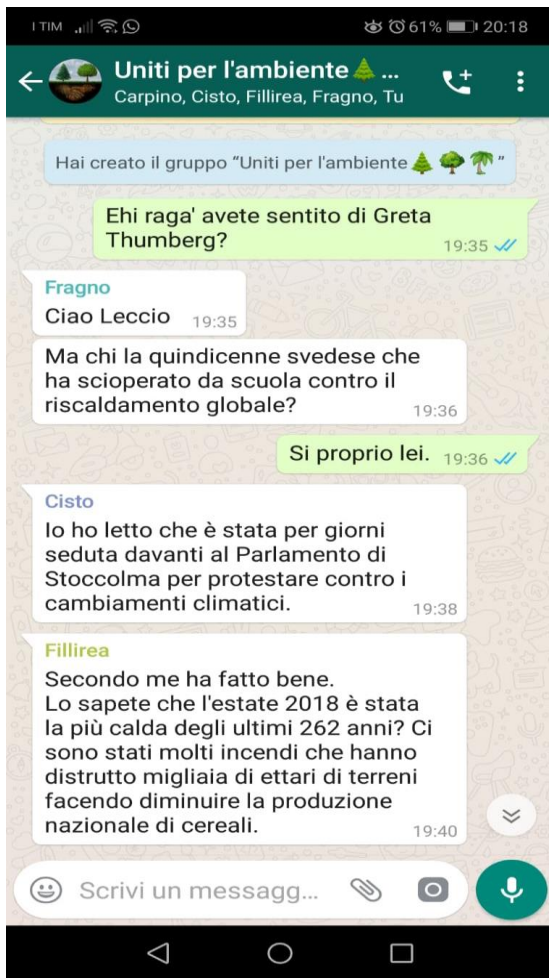 I TIM 61% 20:18
Uniti per l'ambiente🌲 ...
Carpino, Cisto, Fillirea, Fragno, Tu
Hai creato il gruppo "Uniti per l'ambiente🌲🌳🌴"
Ehi raga' avete sentito di Greta
Thumberg?
19:35
Fragno
Ciao Leccio 19:35
Ma chi la quindicenne svedese che
ha scioperato da scuola contro il
riscaldamento globale?
19:36
Si proprio lei. 19:36
Cisto
Io ho letto che è stata per giorni
seduta davanti al Parlamento di
Stoccolma per protestare contro i
cambiamenti climatici.
19:38
Fillirea
Secondo me ha fatto bene.
Lo sapete che l'estate 2018 è stata
la più calda degli ultimi 262 anni? Ci
sono stati molti incendi che hanno
distrutto migliaia di ettari di terreni
facendo diminuire la produzione
nazionale di cereali.
19:40
Scrivi un messagg...